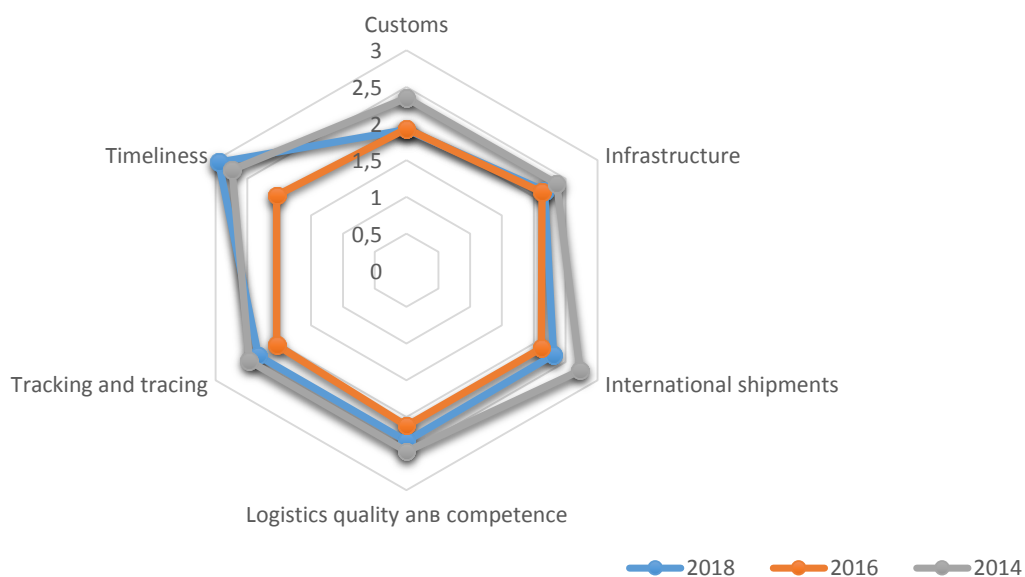 Customs
3
2,5
2
1,5
1
0,5
0
Timeliness
Infrastructure
Tracking and tracing
International shipments
Logistics quality anв competence
2018 2016 2014